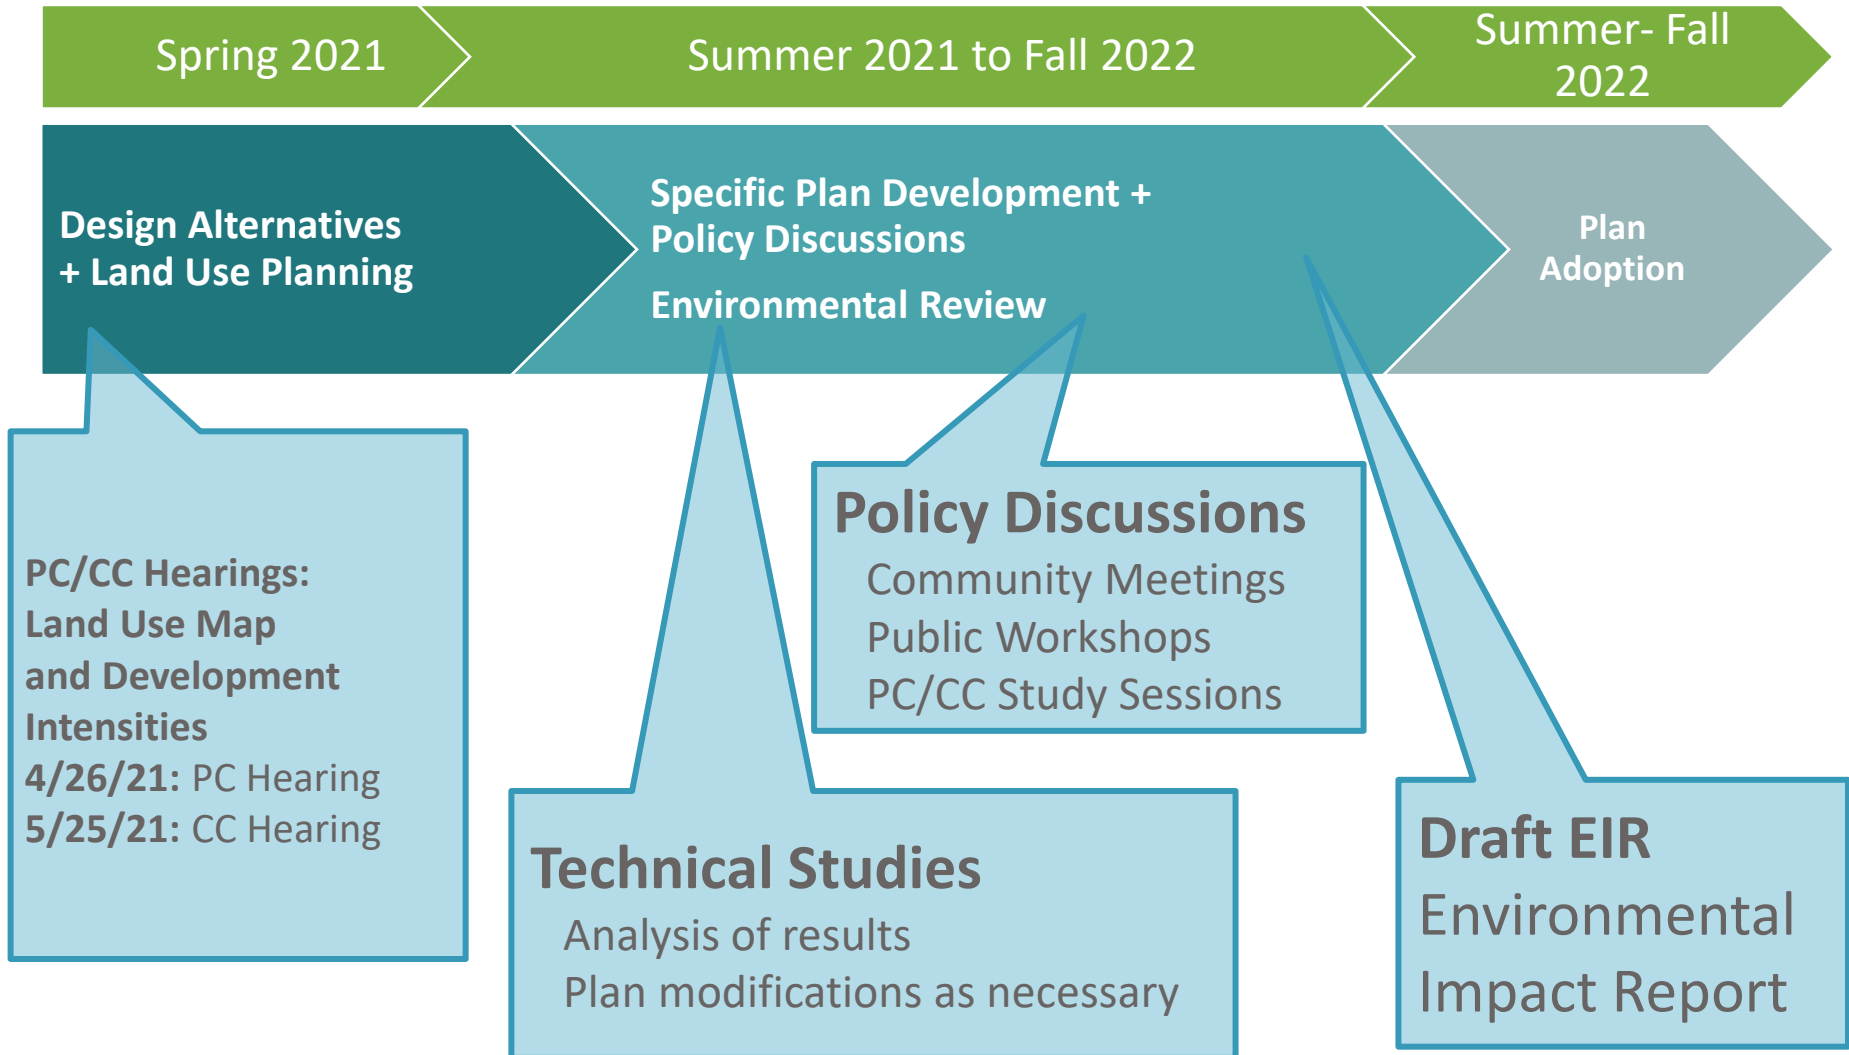 Spring 2021
Summer 2021 to Fall 2022
Summer- Fall
2022
Design Alternatives
+ Land Use Planning
Specific Plan Development +
Policy Discussions
Environmental Review
Plan
Adoption
PC/CC Hearings:
Land Use Map
and Development
Intensities
4/26/21: PC Hearing
5/25/21: CC Hearing
Policy Discussions
Community Meetings
Public Workshops
PC/CC Study Sessions
Technical Studies
Analysis of results
Plan modifications as necessary
Draft EIR
Environmental
Impact Report